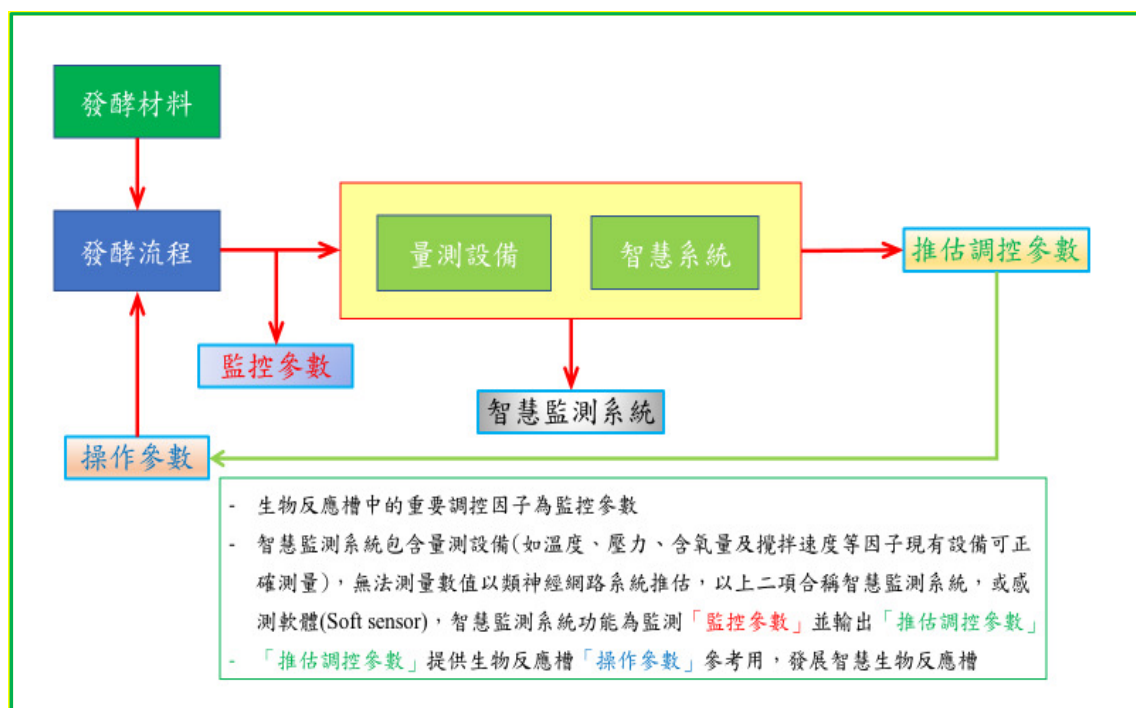 發酵材料
發酵流程
量測設備
智慧系統
推估調控參數
監控參數
智慧監測系統
操作參數
- 生物反應槽中的重要調控因子為監控參數
- 智慧監測系統包含量測設備(如溫度、壓力、含氧量及攪拌速度等因子現有設備可正
確測量)，無法測量數值以類神經網路系統推估，以上二項合稱智慧監測系統，或感
測軟體(Soft sensor)，智慧監測系統功能為監測「監控參數」並輸出「推估調控參數」
- 「推估調控參數」提供生物反應槽「操作參數」參考用，發展智慧生物反應槽